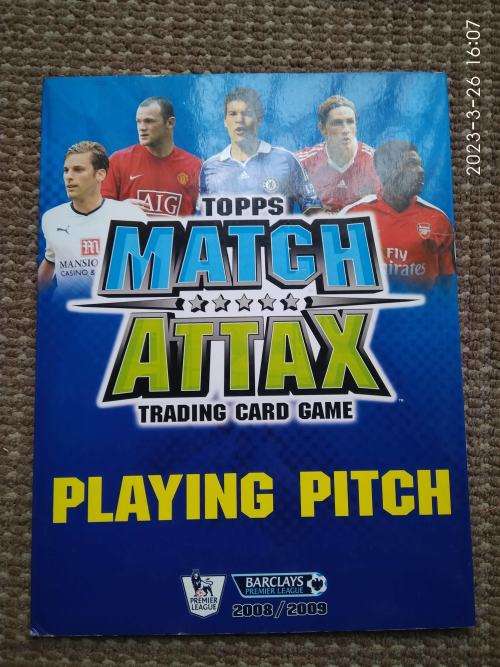 2023-3-26 16:07
AIG
MANSION
CASINO &
Fly
Emirates
TOPPS
MATCH
ATTAX
TRADING CARD GAME
TM
PLAYING PITCH
PREMIER
LEAGUE
BARCLAYS
PREMIER LEAGUE
2008/2009